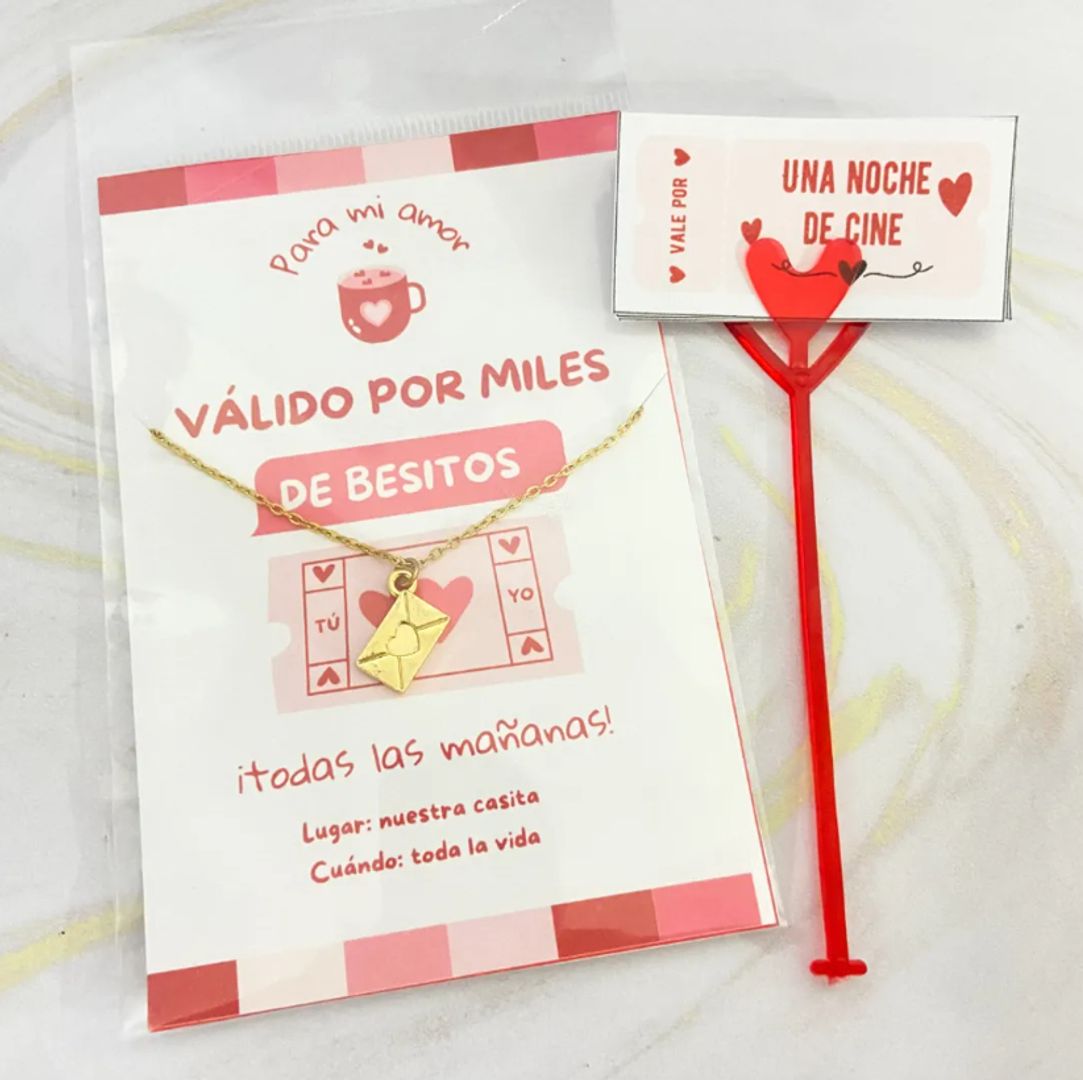 Para mi amor
VÁLIDO POR MILES
DE BESITOS
TÚ
YO
¡todas las mañanas!
Lugar: nuestra casita
Cuándo: toda la vida
VALE POR
UNA NOCHE
DE CINE